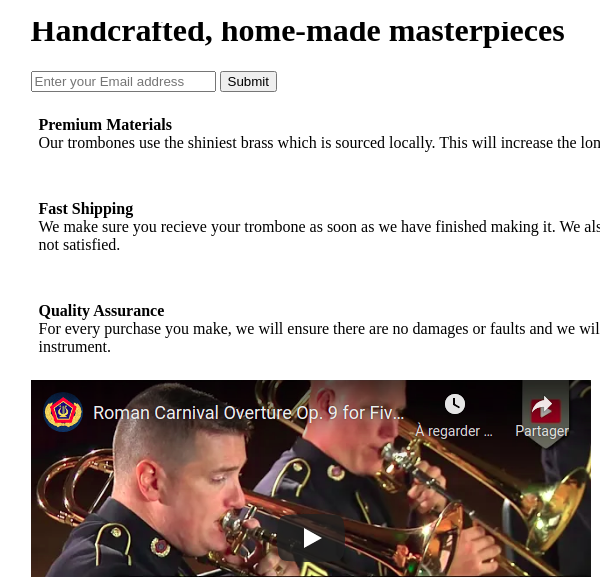 Handcrafted, home-made masterpieces
Enter your Email address Submit
Premium Materials
Our trombones use the shiniest brass which is sourced locally. This will increase the lon
Fast Shipping
We make sure you recieve your trombone as soon as we have finished making it. We als
not satisfied.
Quality Assurance
For every purchase you make, we will ensure there are no damages or faults and we wil
instrument.
Roman Carnival Overture Op. 9 for Fiv…
À regarder … Partager